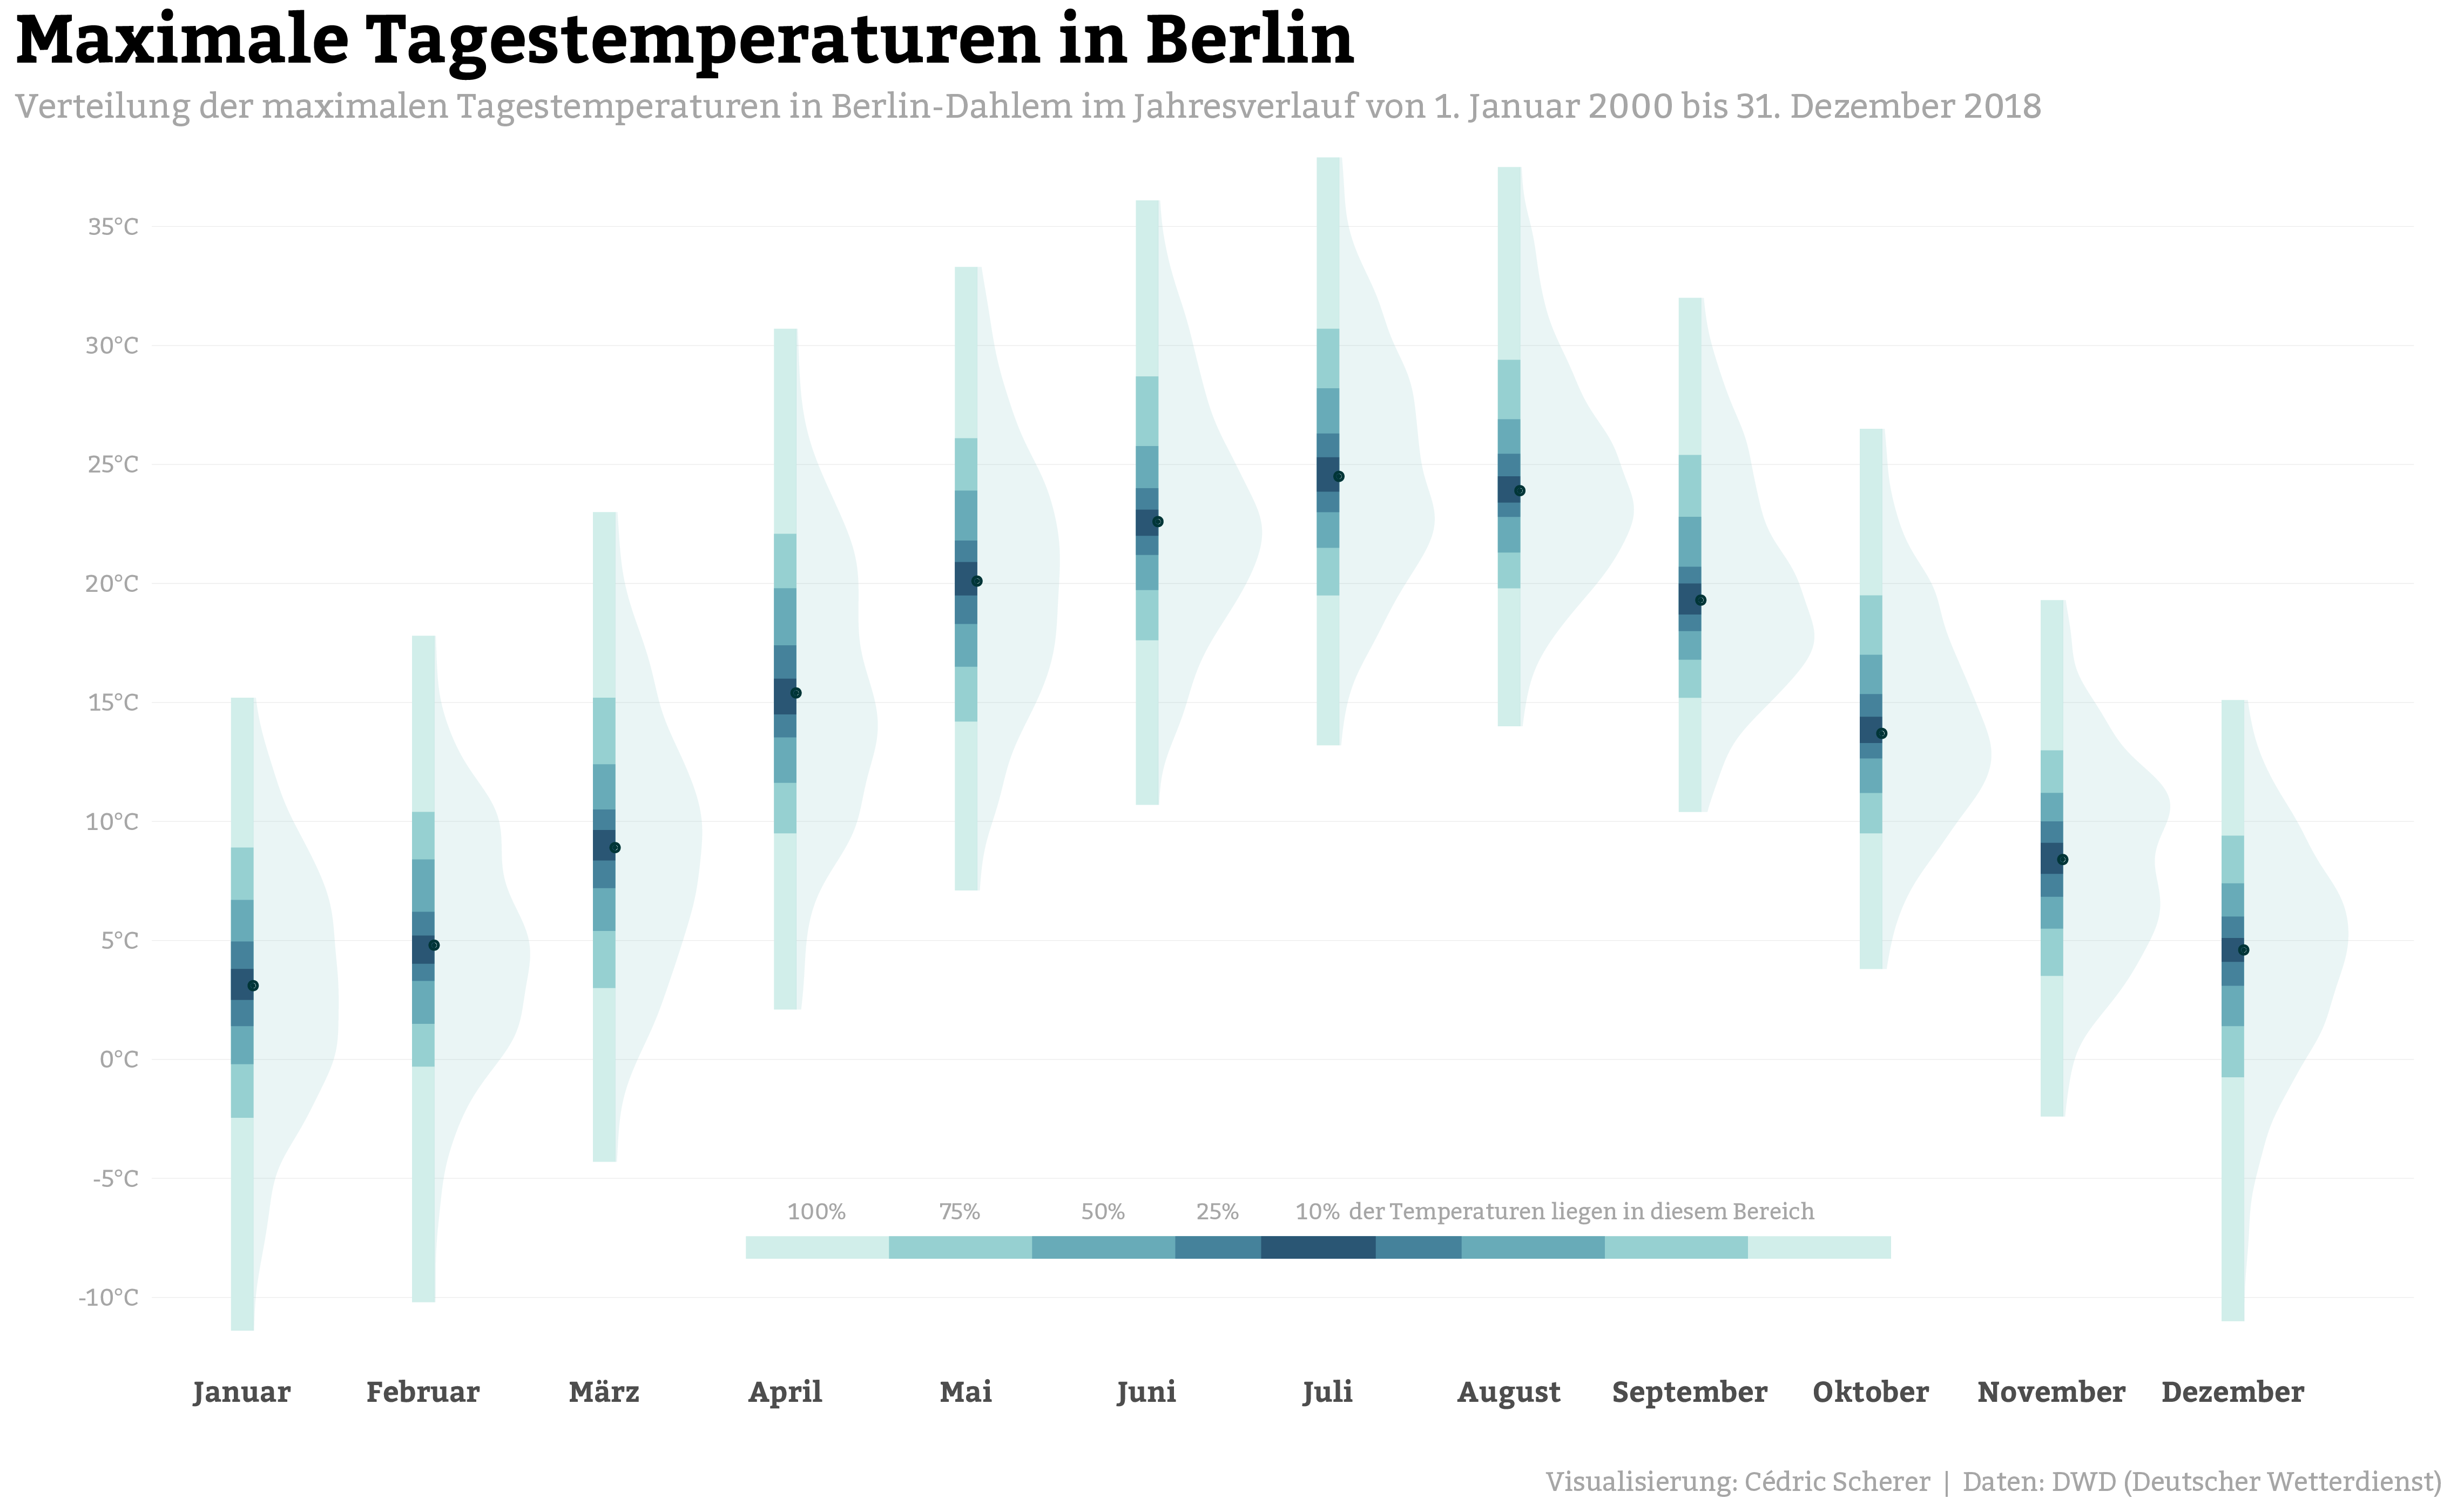 Maximale Tagestemperaturen in Berlin
Verteilung der maximalen Tagestemperaturen in Berlin-Dahlem im Jahresverlauf von 1. Januar 2000 bis 31. Dezember 2018
35°C
30°C
25°C
20°C
15°C
10°C
5°C
0°C
-5°C
-10°C
100% 75% 50% 25% 10% der Temperaturen liegen in diesem Bereich
Januar Februar März April Mai Juni Juli August September Oktober November Dezember
Visualisierung: Cédric Scherer | Daten: DWD (Deutscher Wetterdienst)